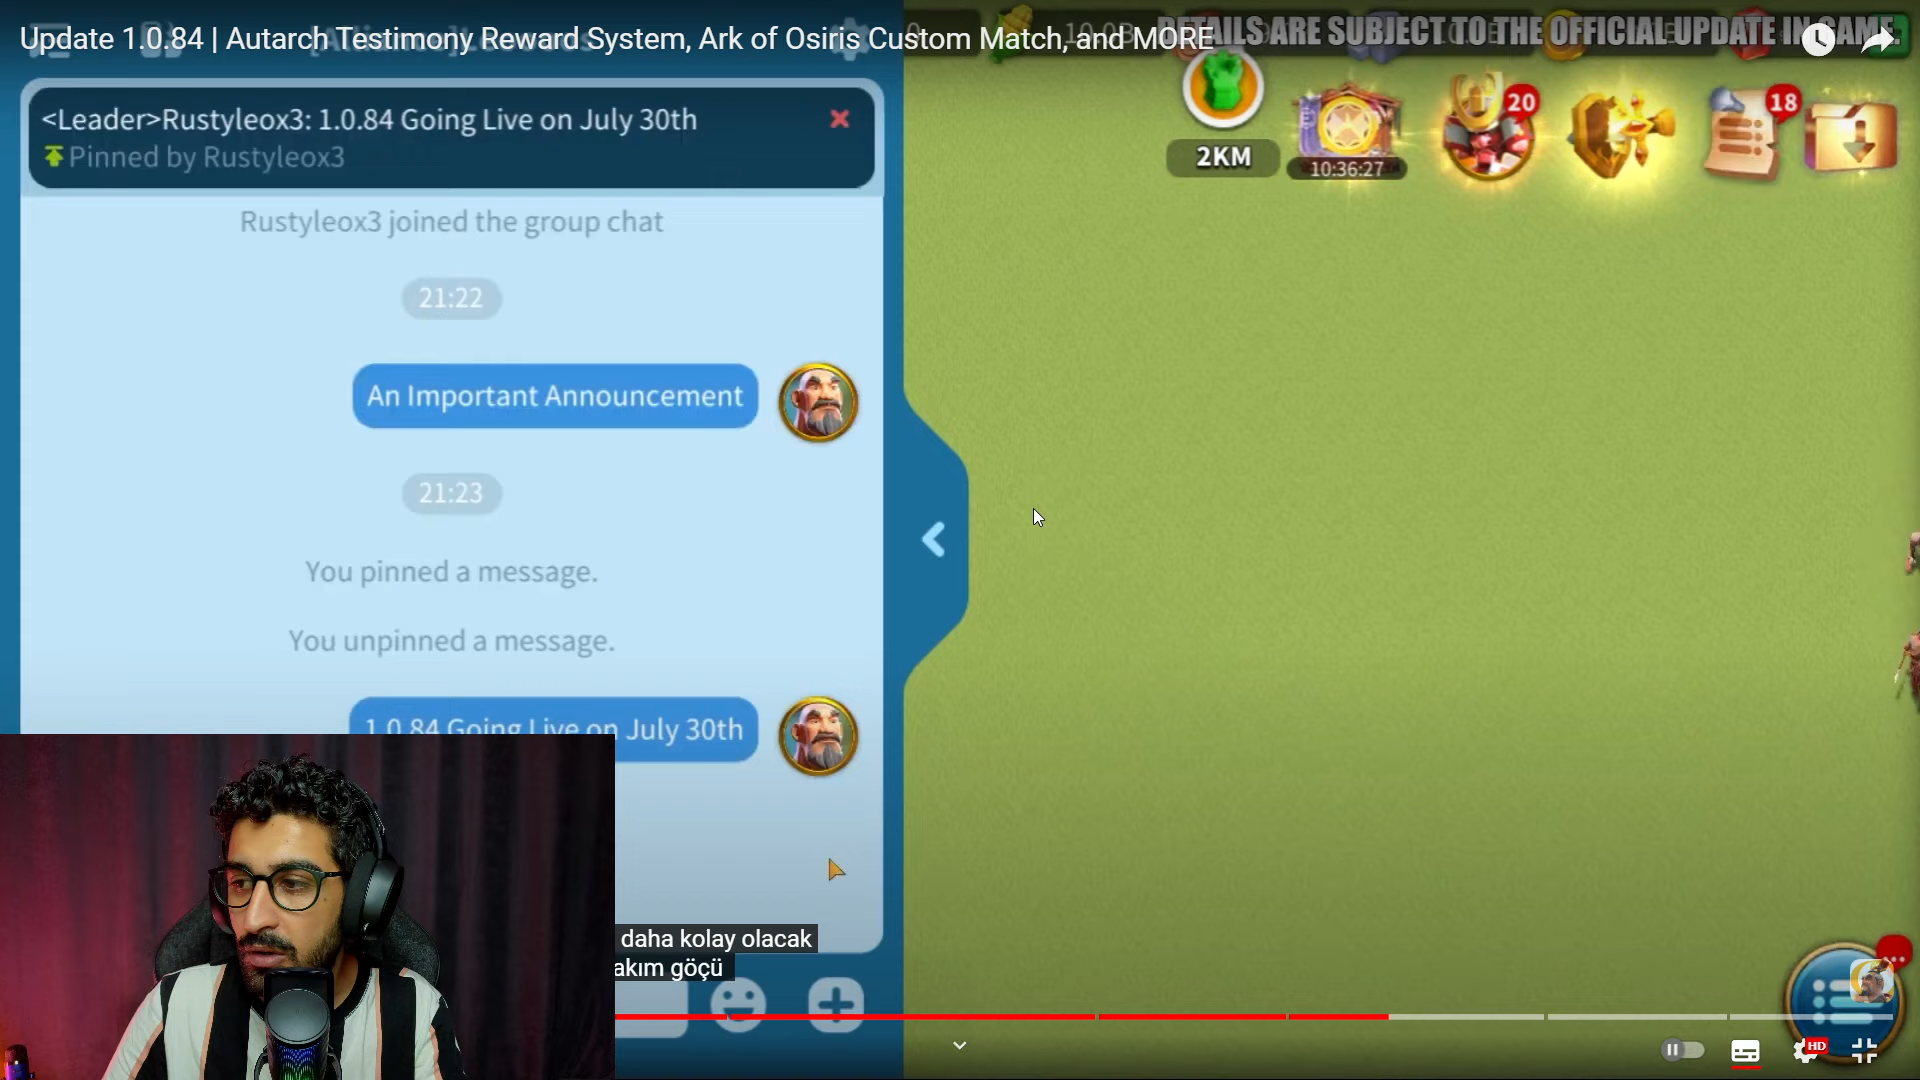 Update 1.0.84 | Autarch Testimony Reward System, Ark of Osiris Custom Match, and MORE
DETAILS ARE SUBJECT TO THE OFFICIAL UPDATE IN GAME.
<Leader>Rustyleox3: 1.0.84 Going Live on July 30th
Pinned by Rustyleox3
2KM
10:36:27
20
18
Rustyleox3 joined the group chat
21:22
An Important Announcement
21:23
You pinned a message.
You unpinned a message.
1.0.84 Going Live on July 30th
daha kolay olacak
akım göçü
HD